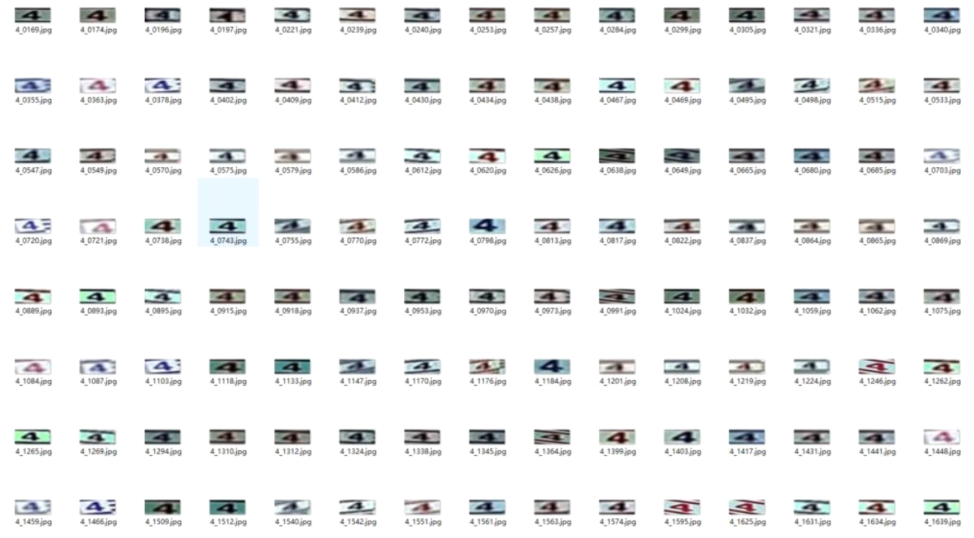 4 4 4 4 4 4 4 4 4 4 4 4 4 4 4
4_0169.jpg 4_0174.jpg 4_0196.jpg 4_0197.jpg 4_0221.jpg 4_0239.jpg 4_0240.jpg 4_0253.jpg 4_0257.jpg 4_0284.jpg 4_0299.jpg 4_0305.jpg 4_0321.jpg 4_0336.jpg 4_0340.jpg
4 4 4 4 4 4 4 4 4 4 4 4 4 4 4
4_0355.jpg 4_0363.jpg 4_0378.jpg 4_0402.jpg 4_0409.jpg 4_0412.jpg 4_0430.jpg 4_0434.jpg 4_0438.jpg 4_0467.jpg 4_0469.jpg 4_0495.jpg 4_0498.jpg 4_0515.jpg 4_0533.jpg
4 4 4 4 4 4 4 4 4 4 4 4 4 4 4
4_0547.jpg 4_0549.jpg 4_0570.jpg 4_0575.jpg 4_0579.jpg 4_0586.jpg 4_0612.jpg 4_0620.jpg 4_0626.jpg 4_0638.jpg 4_0649.jpg 4_0665.jpg 4_0680.jpg 4_0685.jpg 4_0703.jpg
4 4 4 4 4 4 4 4 4 4 4 4 4 4 4
4_0720.jpg 4_0721.jpg 4_0738.jpg 4_0743.jpg 4_0755.jpg 4_0770.jpg 4_0772.jpg 4_0798.jpg 4_0813.jpg 4_0817.jpg 4_0822.jpg 4_0837.jpg 4_0864.jpg 4_0865.jpg 4_0869.jpg
4 4 4 4 4 4 4 4 4 4 4 4 4 4 4
4_0889.jpg 4_0893.jpg 4_0895.jpg 4_0915.jpg 4_0918.jpg 4_0937.jpg 4_0953.jpg 4_0970.jpg 4_0973.jpg 4_0991.jpg 4_1024.jpg 4_1032.jpg 4_1059.jpg 4_1062.jpg 4_1075.jpg
4 4 4 4 4 4 4 4 4 4 4 4 4 4 4
4_1084.jpg 4_1087.jpg 4_1103.jpg 4_1118.jpg 4_1133.jpg 4_1147.jpg 4_1170.jpg 4_1176.jpg 4_1184.jpg 4_1201.jpg 4_1208.jpg 4_1219.jpg 4_1224.jpg 4_1246.jpg 4_1262.jpg
4 4 4 4 4 4 4 4 4 4 4 4 4 4 4
4_1265.jpg 4_1269.jpg 4_1294.jpg 4_1310.jpg 4_1312.jpg 4_1324.jpg 4_1338.jpg 4_1345.jpg 4_1364.jpg 4_1399.jpg 4_1403.jpg 4_1417.jpg 4_1431.jpg 4_1441.jpg 4_1448.jpg
4 4 4 4 4 4 4 4 4 4 4 4 4 4 4
4_1459.jpg 4_1466.jpg 4_1509.jpg 4_1512.jpg 4_1540.jpg 4_1542.jpg 4_1551.jpg 4_1561.jpg 4_1563.jpg 4_1574.jpg 4_1595.jpg 4_1625.jpg 4_1631.jpg 4_1634.jpg 4_1639.jpg